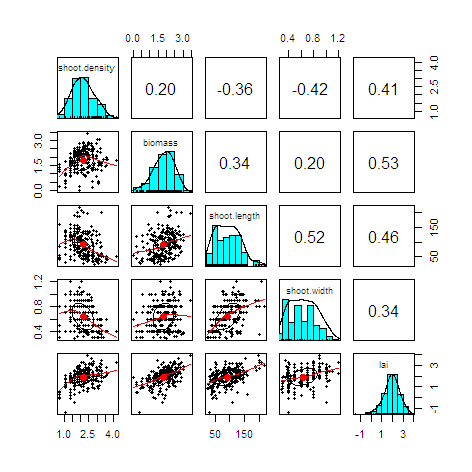 0.0 1.5 3.0 0.4 0.8 1.2
shoot.density 0.20 -0.36 -0.42 0.41 1.0 2.0 3.0 4.0
0.0 1.5 3.0 biomass 0.34 0.20 0.53
shoot.length 0.52 0.46 50 150
0.4 0.8 1.2 shoot.width 0.34
lai -1 1 3
1.0 2.5 4.0 50 150 -1 1 3